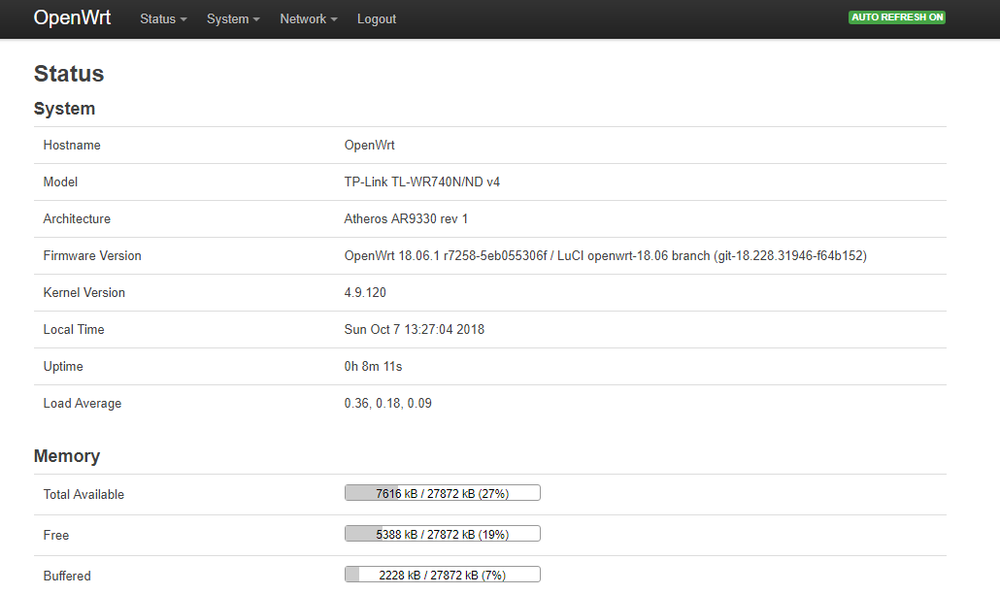 OpenWrt Status System Network Logout AUTO REFRESH ON
Status
System
Hostname OpenWrt
Model TP-Link TL-WR740N/ND v4
Architecture Atheros AR9330 rev 1
Firmware Version OpenWrt 18.06.1 r7258-5eb055306f / LuCI openwrt-18.06 branch (git-18.228.31946-f64b152)
Kernel Version 4.9.120
Local Time Sun Oct 7 13:27:04 2018
Uptime 0h 8m 11s
Load Average 0.36, 0.18, 0.09
Memory
Total Available 7616 kB / 27872 kB (27%)
Free 5388 kB / 27872 kB (19%)
Buffered 2228 kB / 27872 kB (7%)